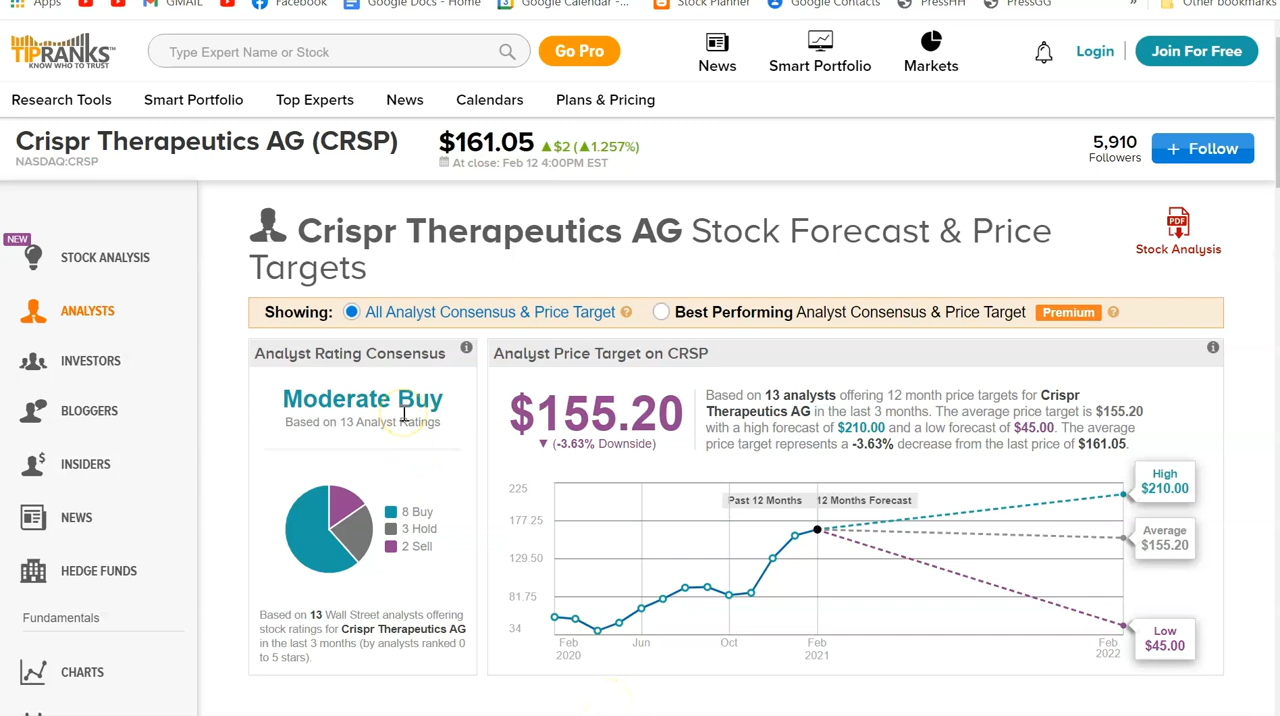 Apps
GMAIL
Facebook
Google Docs - Home
Google Calendar -...
Stock Planner
Google Contacts
PressHH
PressGG
»
Other bookmarks
TIPRANKS
KNOW WHO TO TRUST
Type Expert Name or Stock
Go Pro
News
Smart Portfolio
Markets
Login
Join For Free
Research Tools
Smart Portfolio
Top Experts
News
Calendars
Plans & Pricing
Crispr Therapeutics AG (CRSP)
NASDAQ:CRSP
$161.05 ▲$2 (▲1.257%)
At close: Feb 12 4:00PM EST
5,910
Followers
+ Follow
NEW
STOCK ANALYSIS
ANALYSTS
INVESTORS
BLOGGERS
INSIDERS
NEWS
HEDGE FUNDS
Fundamentals
CHARTS
Crispr Therapeutics AG Stock Forecast & Price
Targets
PDF
Stock Analysis
Showing: All Analyst Consensus & Price Target ? Best Performing Analyst Consensus & Price Target Premium ?
Analyst Rating Consensus
Moderate Buy
Based on 13 Analyst Ratings
8 Buy
3 Hold
2 Sell
Based on 13 Wall Street analysts offering
stock ratings for Crispr Therapeutics AG
in the last 3 months (by analysts ranked 0
to 5 stars).
Analyst Price Target on CRSP
$155.20
▼ (-3.63% Downside)
Based on 13 analysts offering 12 month price targets for Crispr
Therapeutics AG in the last 3 months. The average price target is $155.20
with a high forecast of $210.00 and a low forecast of $45.00. The average
price target represents a -3.63% decrease from the last price of $161.05.
Past 12 Months
12 Months Forecast
225
177.25
129.50
81.75
34
Feb
2020
Jun
Oct
Feb
2021
Feb
2022
High
$210.00
Average
$155.20
Low
$45.00